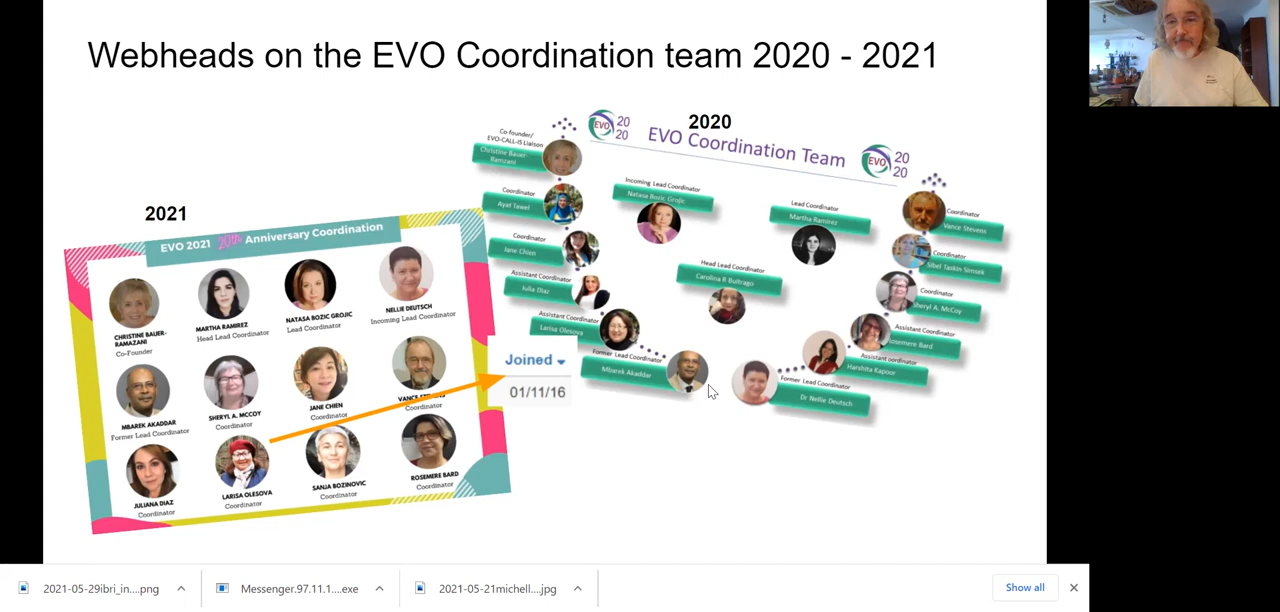 Webheads on the EVO Coordination team 2020 - 2021
2020
EVO
20
20
EVO Coordination Team
EVO
20
20
Co-founder/
EVO-CALL-IS Liaison
Christine Bauer-
Ramzani
Coordinator
Ayat Tawel
Coordinator
Jane Chien
Assistant Coordinator
Julia Diaz
Assistant Coordinator
Larisa Olesova
Former Lead Coordinator
Mbarek Akaddar
Incoming Lead Coordinator
Natasa Bozic Grojic
Lead Coordinator
Martha Ramirez
Head Lead Coordinator
Carolina R Buitrago
Coordinator
Vance Stevens
Coordinator
Sibel Taskin Simsek
Coordinator
Sheryl A. McCoy
Assistant Coordinator
Rosemere Bard
Assistant oordinator
Harshita Kapoor
Former Lead Coordinator
Dr Nellie Deutsch
2021
EVO 2021 20th Anniversary Coordination
CHRISTINE BAUER-
RAMAZANI
Co-Founder
MARTHA RAMIREZ
Head Lead Coordinator
NATASA BOZIC GROJIC
Lead Coordinator
NELLIE DEUTSCH
Incoming Lead Coordinator
MBAREK AKADDAR
Former Lead Coordinator
SHERYL A. MCCOY
Coordinator
JANE CHIEN
Coordinator
Coordinator
JULIANA DIAZ
Coordinator
LARISA OLESOVA
Coordinator
SANJA BOZINOVIC
Coordinator
ROSEMERE BARD
Coordinator
Joined
01/11/16
2021-05-29ibri_in....png
Messenger.97.11.1....exe
2021-05-21michell....jpg
Show all